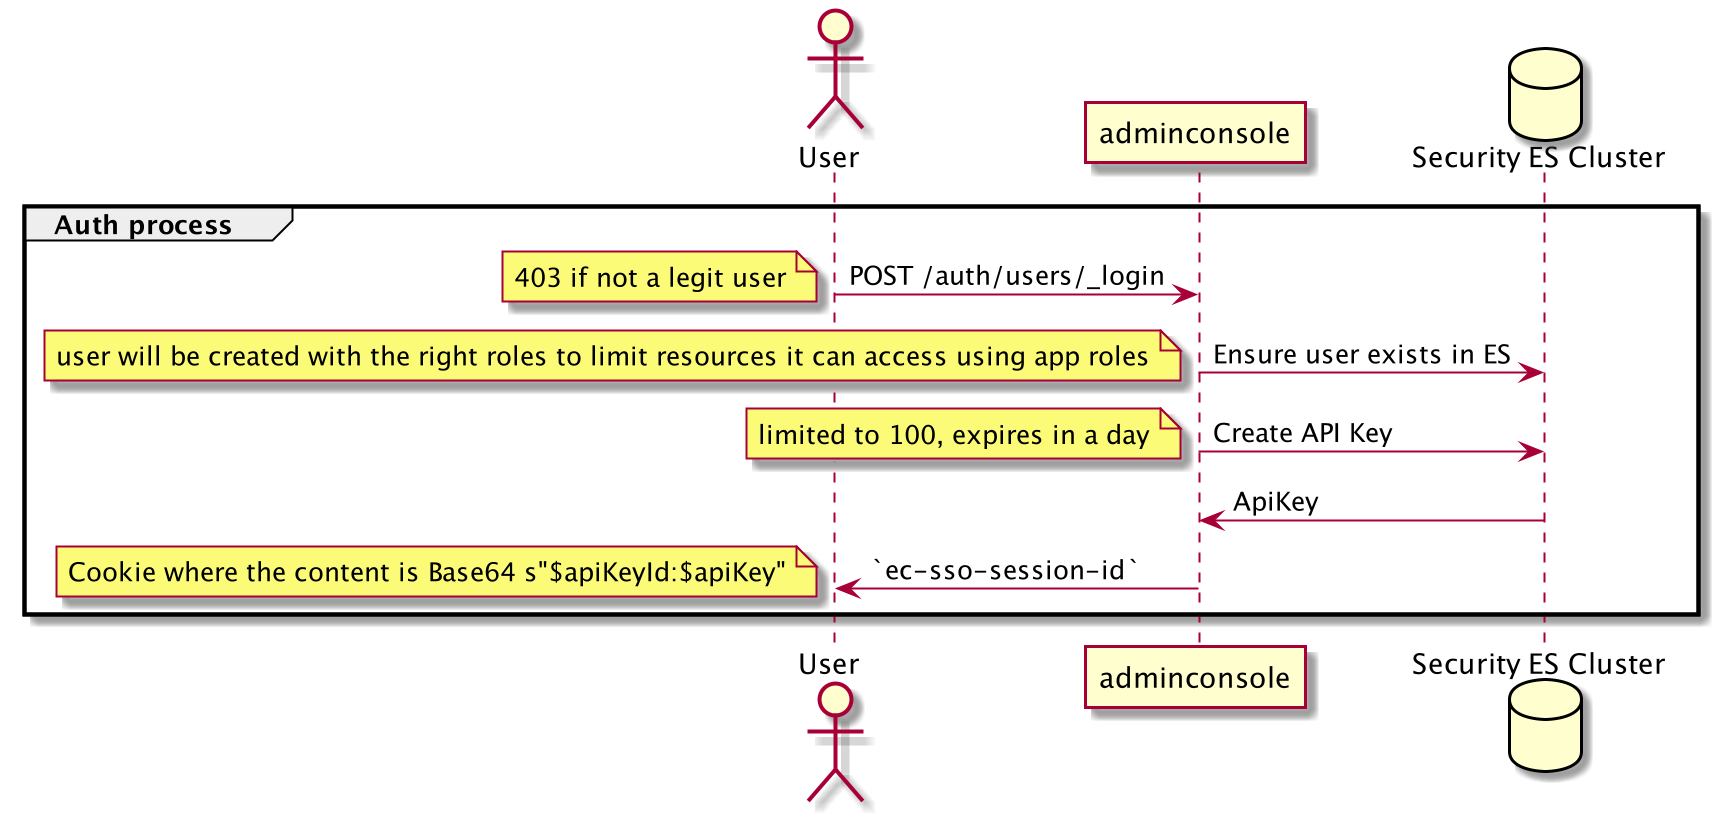 User
adminconsole
Security ES Cluster
Auth process
403 if not a legit user
POST /auth/users/_login
user will be created with the right roles to limit resources it can access using app roles
Ensure user exists in ES
limited to 100, expires in a day
Create API Key
ApiKey
Cookie where the content is Base64 s"$apiKeyId:$apiKey"
`ec-sso-session-id`
User
adminconsole
Security ES Cluster